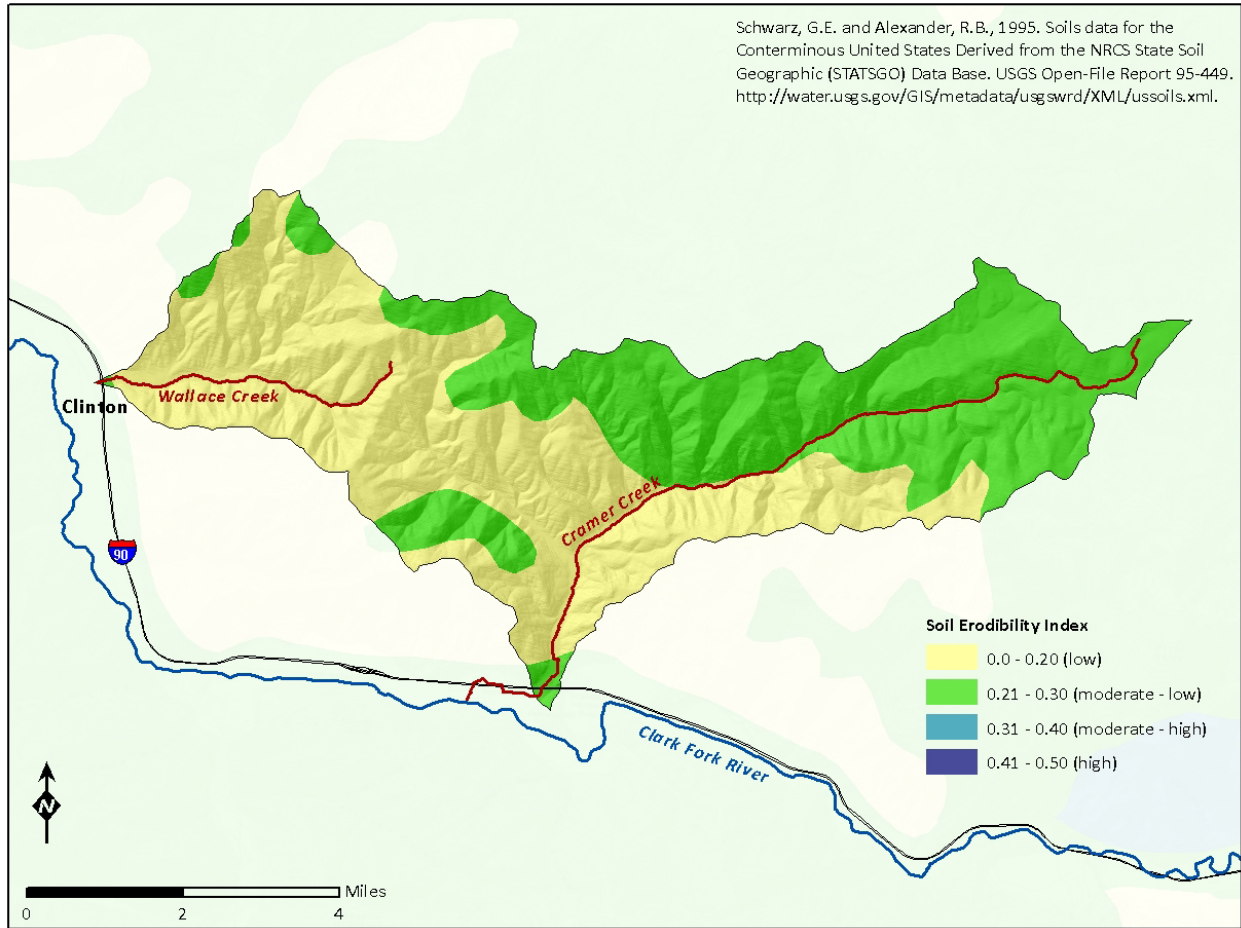 Schwarz, G.E. and Alexander, R.B., 1995. Soils data for the
Conterminous United States Derived from the NRCS State Soil
Geographic (STATSGO) Data Base. USGS Open-File Report 95-449.
http://water.usgs.gov/GIS/metadata/usgswrd/XML/ussoils.xml.
Wallace Creek
Clinton
Cramer Creek
90
Clark Fork River
Soil Erodibility Index
0.0 - 0.20 (low)
0.21 - 0.30 (moderate - low)
0.31 - 0.40 (moderate - high)
0.41 - 0.50 (high)
N
Miles
0 2 4